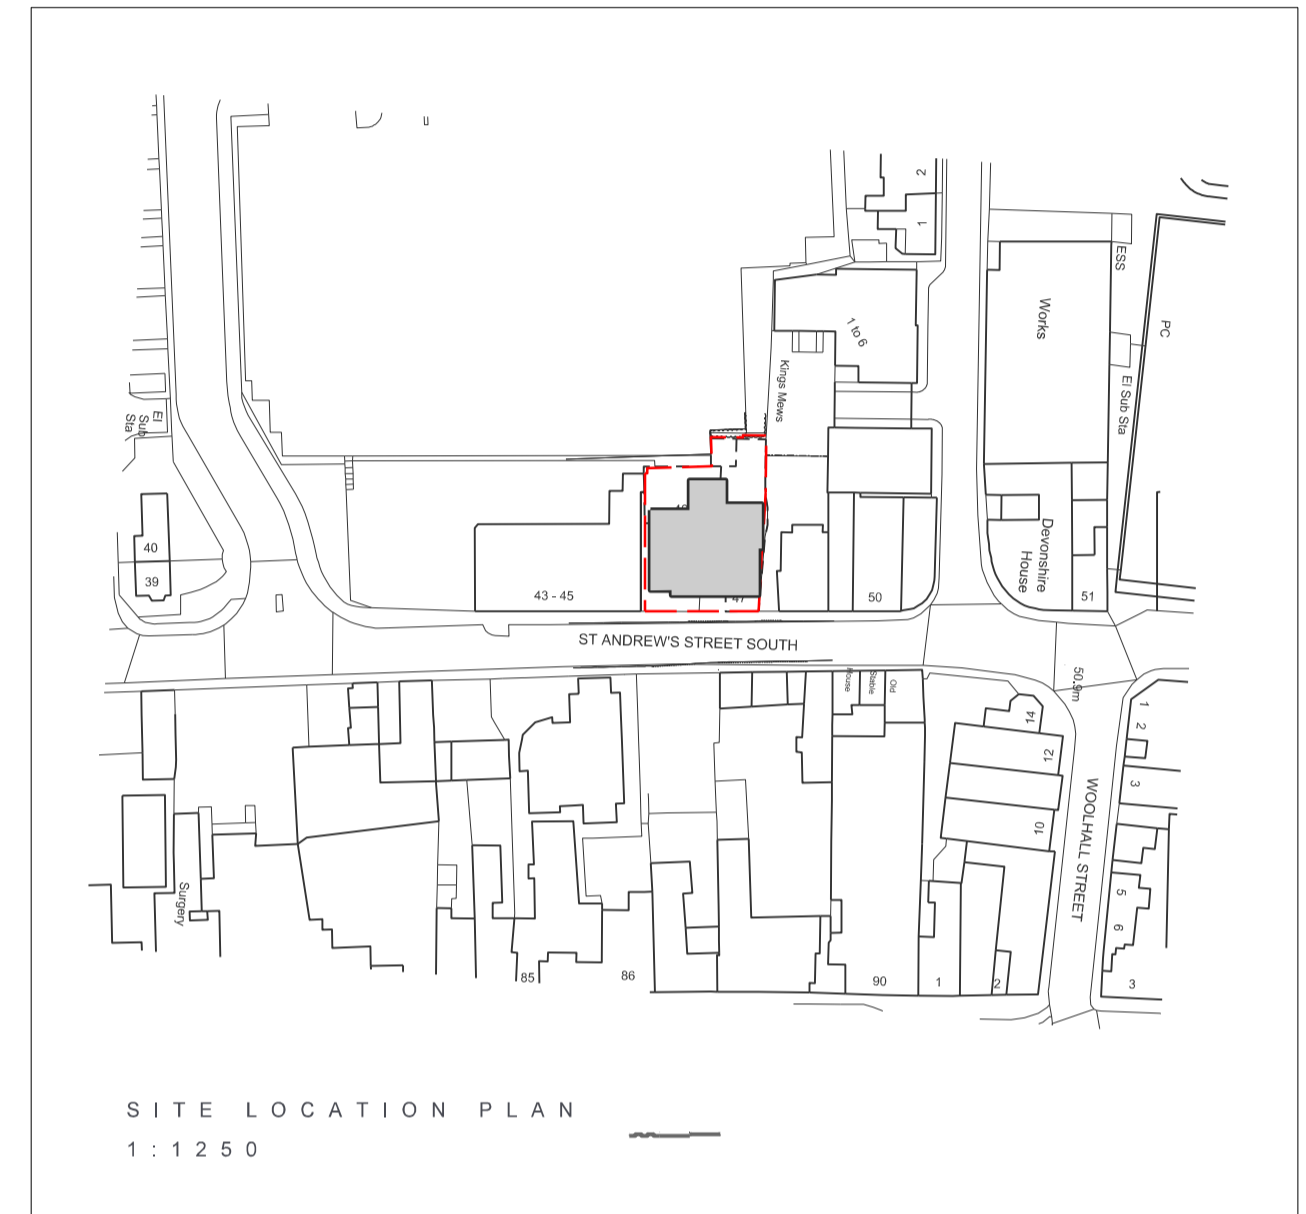 2
1
ESS
PC
Works
1 to 6
Kings Mews
El Sub Sta
El
Sub
Sta
40
39
43 - 45
47
50
Devonshire
House
51
ST ANDREW'S STREET SOUTH
House
Stable
Old
50.9m
14
12
10
WOOLHALL STREET
1
2
3
5
6
3
Surgery
85
86
90
1
2
SITE LOCATION PLAN
1:1250